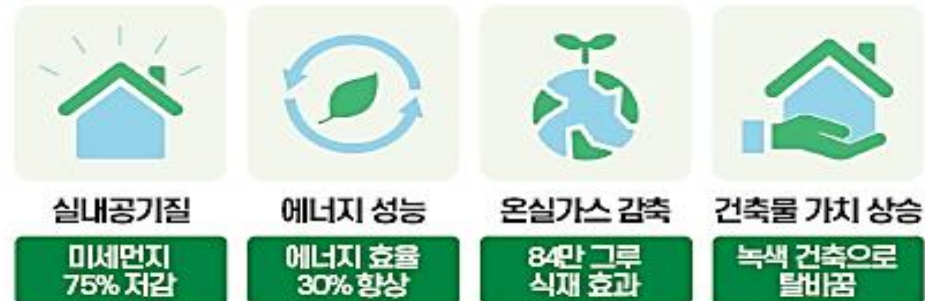 실내공기질
미세먼지
75% 저감
에너지 성능
에너지 효율
30% 향상
온실가스 감축
84만 그루
식재 효과
건축물 가치 상승
녹색 건축으로
탈바꿈